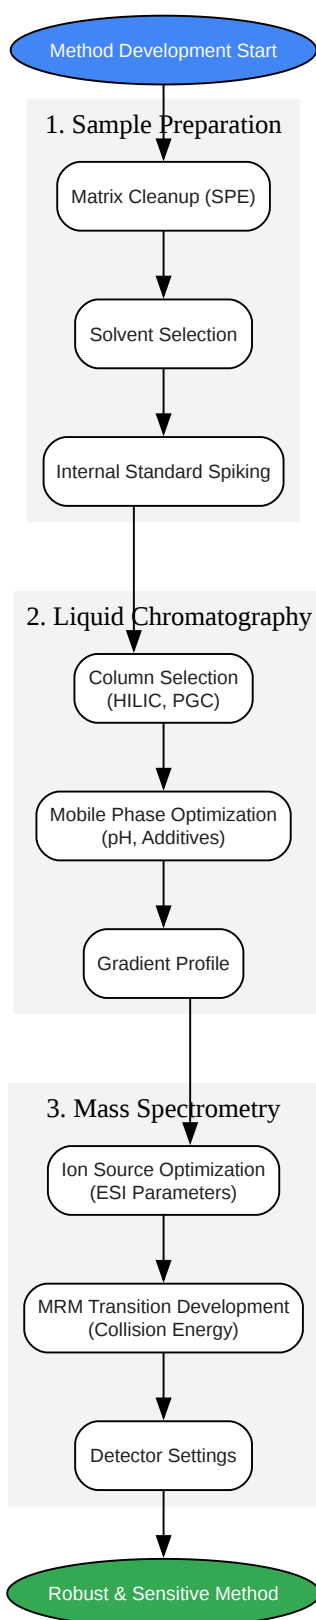 Method Development Start
1. Sample Preparation
Matrix Cleanup (SPE)
Solvent Selection
Internal Standard Spiking
2. Liquid Chromatography
Column Selection
(HILIC, PGC)
Mobile Phase Optimization
(pH, Additives)
Gradient Profile
3. Mass Spectrometry
Ion Source Optimization
(ESI Parameters)
MRM Transition Development
(Collision Energy)
Detector Settings
Robust & Sensitive Method